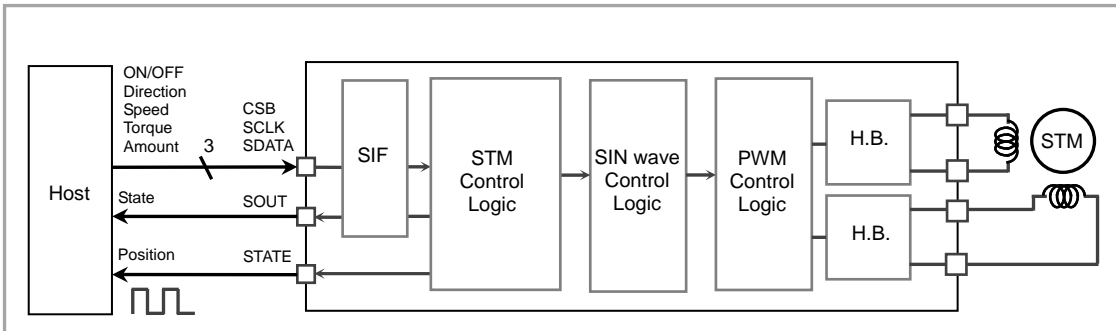 Host
ON/OFF
Direction
Speed
Torque
Amount
3
CSB
SCLK
SDATA
State
SOUT
Position
STATE
SIF
STM
Control
Logic
SIN wave
Control
Logic
PWM
Control
Logic
H.B.
H.B.
STM